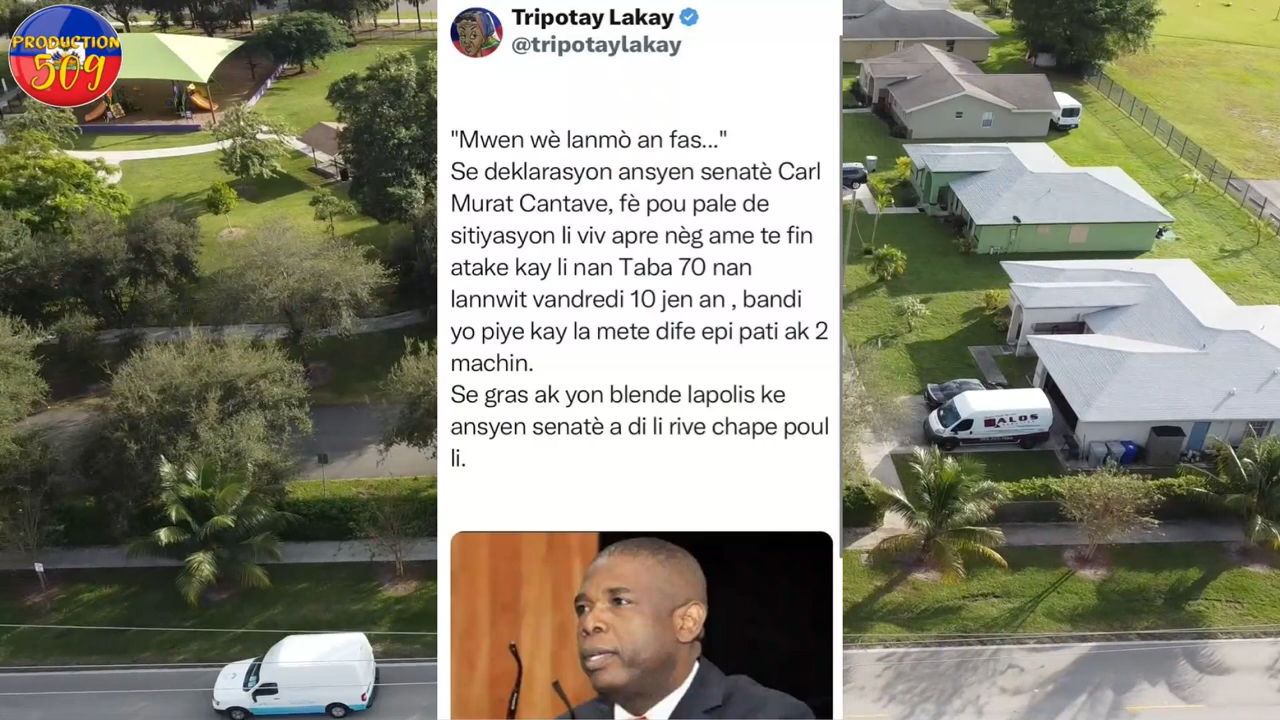 PRODUCTION
509
Tripotay Lakay
@tripotaylakay
"Mwen wè lanmò an fas..."
Se deklarasyon ansyen senatè Carl
Murat Cantave, fè pou pale de
sitiyasyon li viv apre nèg ame te fin
atake kay li nan Taba 70 nan
lannwit vandredi 10 jen an , bandi
yo piye kay la mete dife epi pati ak 2
machin.
Se gras ak yon blende lapolis ke
ansyen senatè a di li rive chape poul
li.